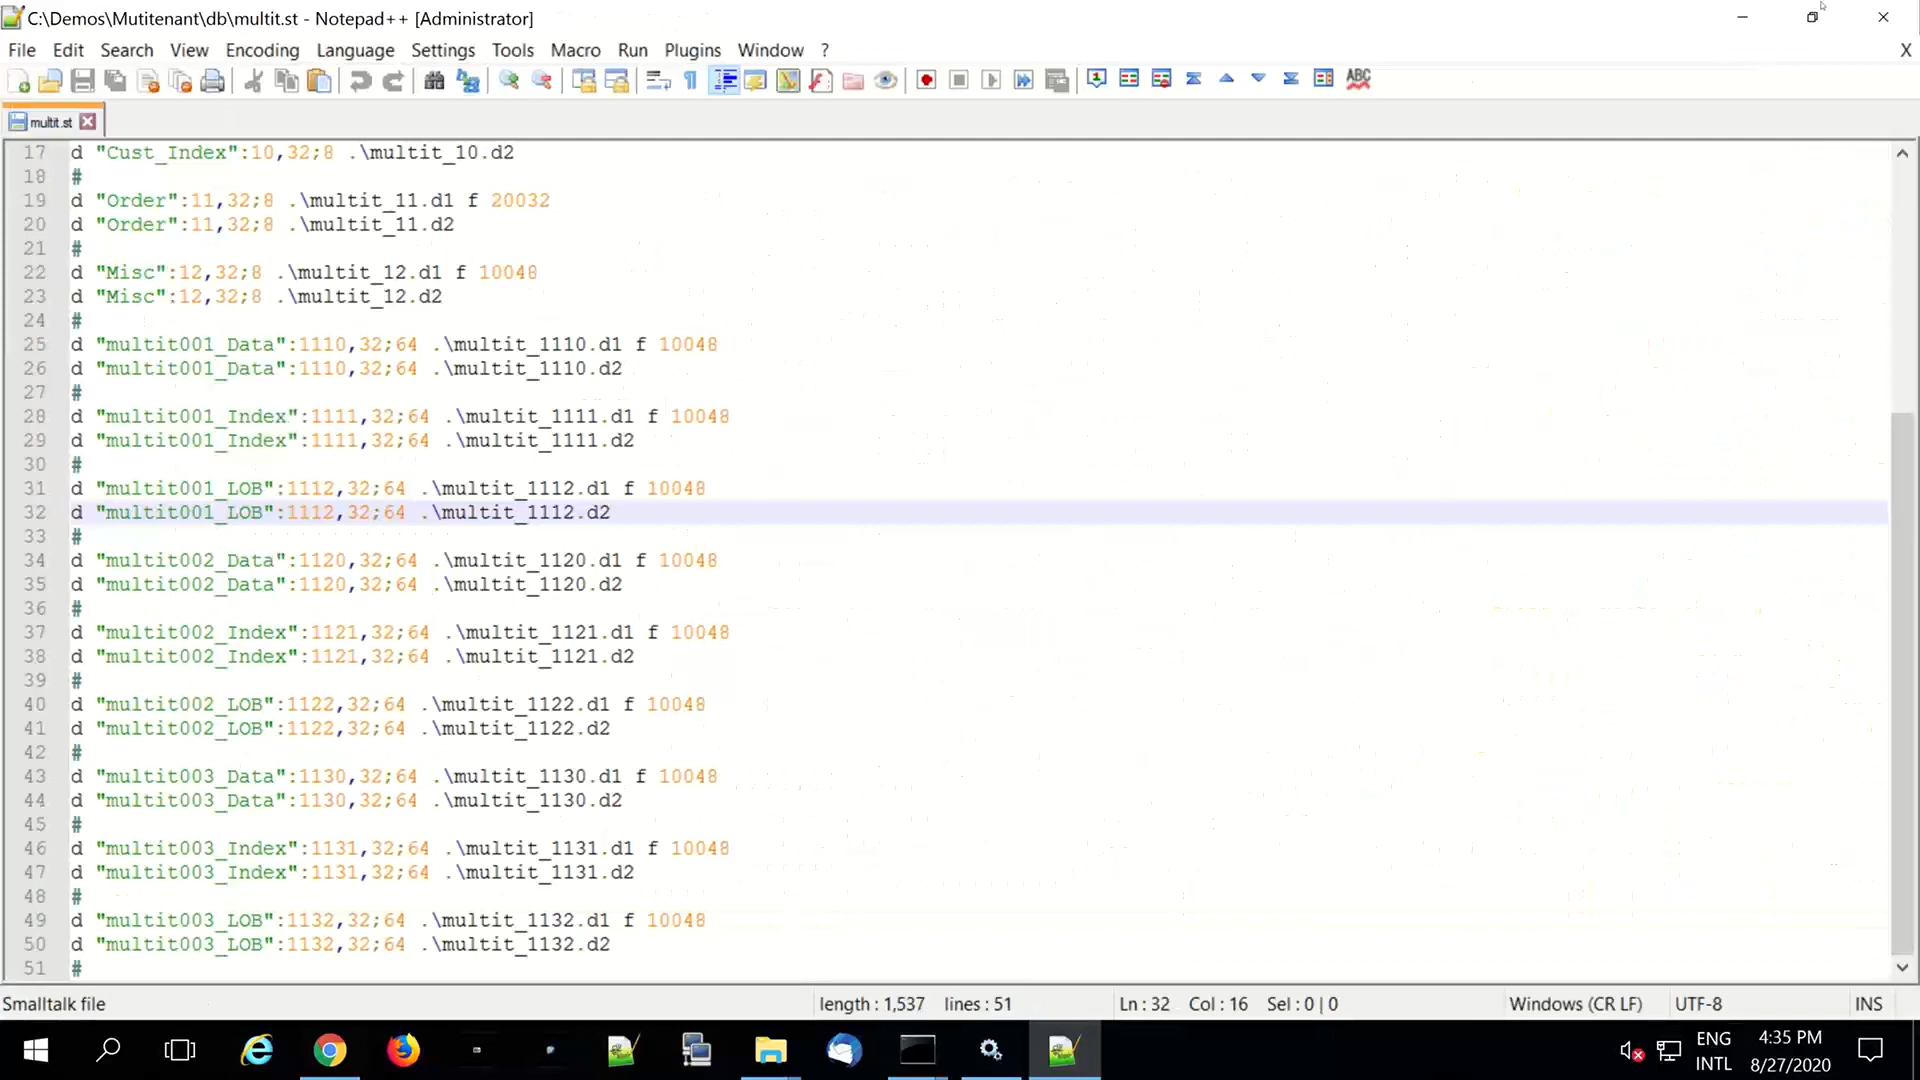 C:\Demos\Mutitenant\db\multit.st - Notepad++ [Administrator]
File Edit Search View Encoding Language Settings Tools Macro Run Plugins Window ? X
ABC
multit.st
17 d "Cust_Index":10,32;8 .\multit_10.d2
18 #
19 d "Order":11,32;8 .\multit_11.d1 f 20032
20 d "Order":11,32;8 .\multit_11.d2
21 #
22 d "Misc":12,32;8 .\multit_12.d1 f 10048
23 d "Misc":12,32;8 .\multit_12.d2
24 #
25 d "multit001_Data":1110,32;64 .\multit_1110.d1 f 10048
26 d "multit001_Data":1110,32;64 .\multit_1110.d2
27 #
28 d "multit001_Index":1111,32;64 .\multit_1111.d1 f 10048
29 d "multit001_Index":1111,32;64 .\multit_1111.d2
30 #
31 d "multit001_LOB":1112,32;64 .\multit_1112.d1 f 10048
32 d "multit001_LOB":1112,32;64 .\multit_1112.d2
33 #
34 d "multit002_Data":1120,32;64 .\multit_1120.d1 f 10048
35 d "multit002_Data":1120,32;64 .\multit_1120.d2
36 #
37 d "multit002_Index":1121,32;64 .\multit_1121.d1 f 10048
38 d "multit002_Index":1121,32;64 .\multit_1121.d2
39 #
40 d "multit002_LOB":1122,32;64 .\multit_1122.d1 f 10048
41 d "multit002_LOB":1122,32;64 .\multit_1122.d2
42 #
43 d "multit003_Data":1130,32;64 .\multit_1130.d1 f 10048
44 d "multit003_Data":1130,32;64 .\multit_1130.d2
45 #
46 d "multit003_Index":1131,32;64 .\multit_1131.d1 f 10048
47 d "multit003_Index":1131,32;64 .\multit_1131.d2
48 #
49 d "multit003_LOB":1132,32;64 .\multit_1132.d1 f 10048
50 d "multit003_LOB":1132,32;64 .\multit_1132.d2
51 #
Smalltalk file length : 1,537 lines : 51 Ln : 32 Col : 16 Sel : 0 | 0 Windows (CR LF) UTF-8 INS
ENG 4:35 PM
INTL 8/27/2020